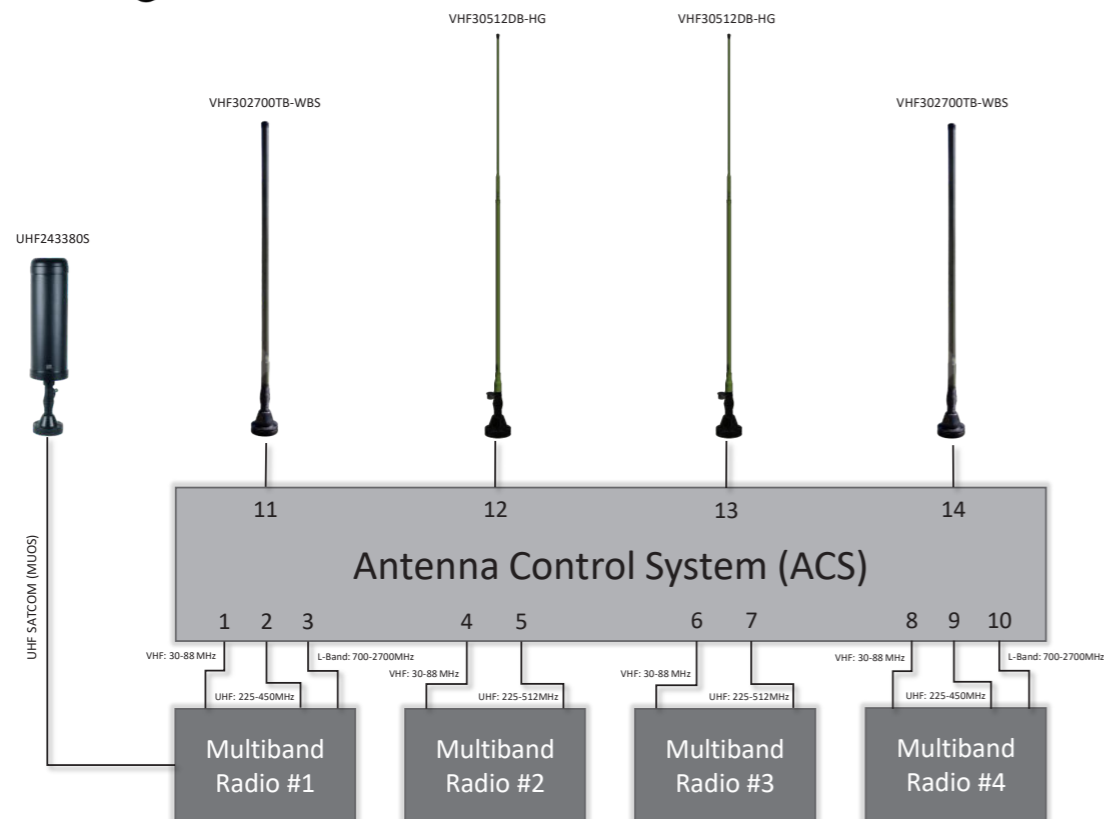 VHF30512DB-HG
VHF30512DB-HG
VHF302700TB-WBS
VHF302700TB-WBS
UHF243380S
11
12
13
14
Antenna Control System (ACS)
UHF SATCOM (MUOS)
1
2
3
4
5
6
7
8
9
10
VHF: 30-88 MHz
L-Band: 700-2700MHz
VHF: 30-88 MHz
VHF: 30-88 MHz
VHF: 30-88 MHz
L-Band: 700-2700MHz
UHF: 225-450MHz
UHF: 225-512MHz
UHF: 225-512MHz
UHF: 225-450MHz
Multiband
Radio #1
Multiband
Radio #2
Multiband
Radio #3
Multiband
Radio #4